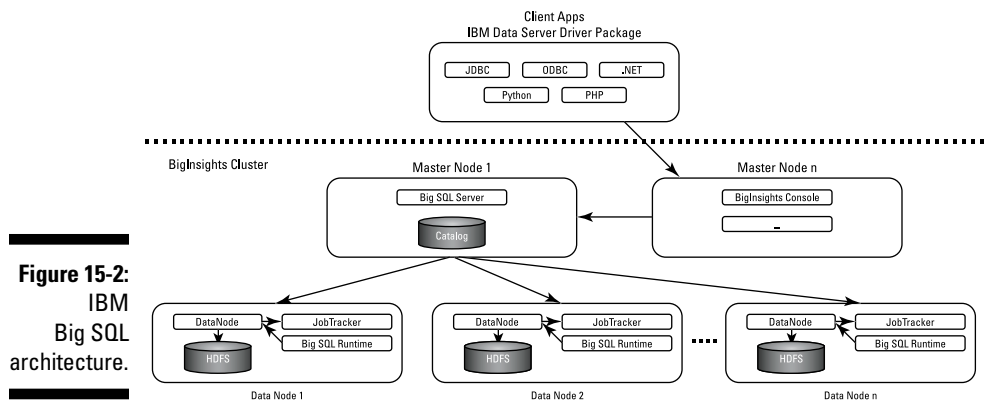 Client Apps
IBM Data Server Driver Package
JDBC
ODBC
.NET
Python
PHP
BigInsights Cluster
Master Node 1
Master Node n
Big SQL Server
Catalog
BigInsights Console
_
Figure 15-2:
IBM
Big SQL
architecture.
DataNode
JobTracker
Big SQL Runtime
HDFS
Data Node 1
DataNode
JobTracker
Big SQL Runtime
HDFS
Data Node 2
DataNode
JobTracker
Big SQL Runtime
HDFS
Data Node n